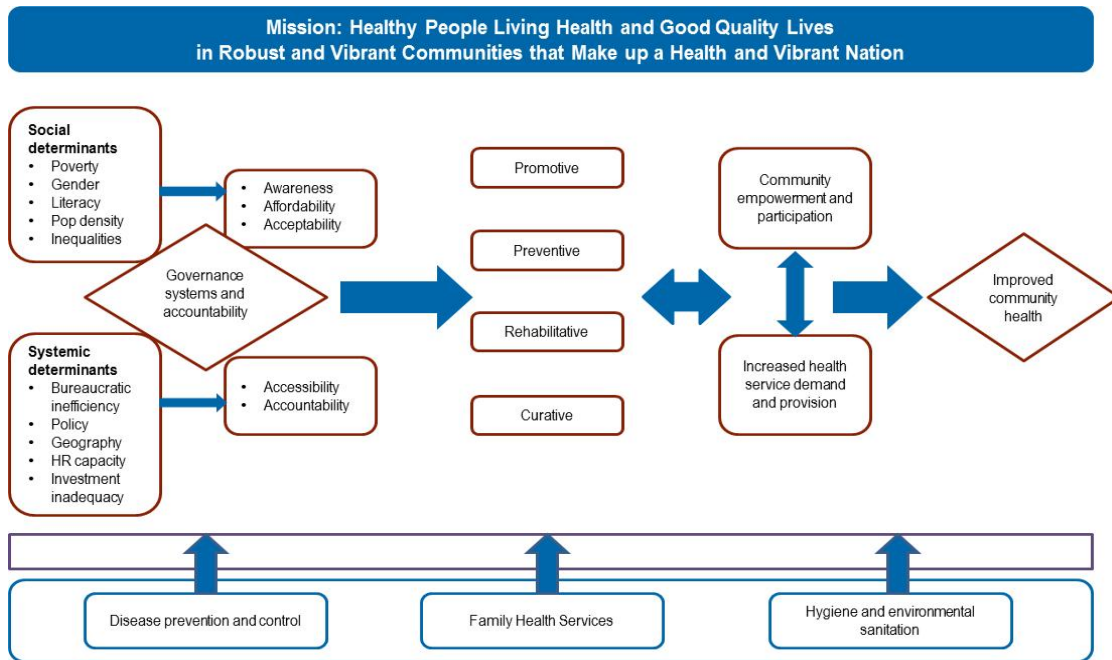 Mission: Healthy People Living Health and Good Quality Lives
in Robust and Vibrant Communities that Make up a Health and Vibrant Nation
Social
determinants
• Poverty
• Gender
• Literacy
• Pop density
• Inequalities
• Awareness
• Affordability
• Acceptability
Governance
systems and
accountability
Systemic
determinants
• Bureaucratic
inefficiency
• Policy
• Geography
• HR capacity
• Investment
inadequacy
• Accessibility
• Accountability
Promotive
Preventive
Rehabilitative
Curative
Community
empowerment and
participation
Increased health
service demand
and provision
Improved
community
health
Disease prevention and control
Family Health Services
Hygiene and environmental
sanitation